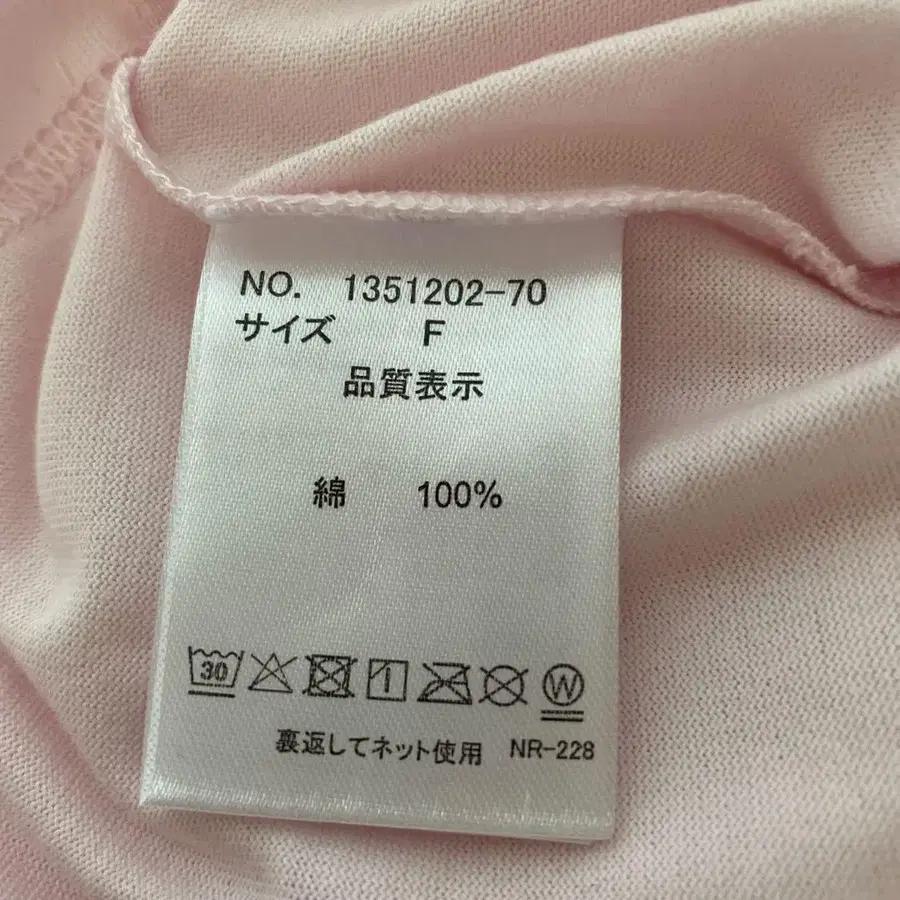 NO. 1351202-70
サイズ F
品質表示
綿 100%
30 W
裏返してネット使用 NR-228